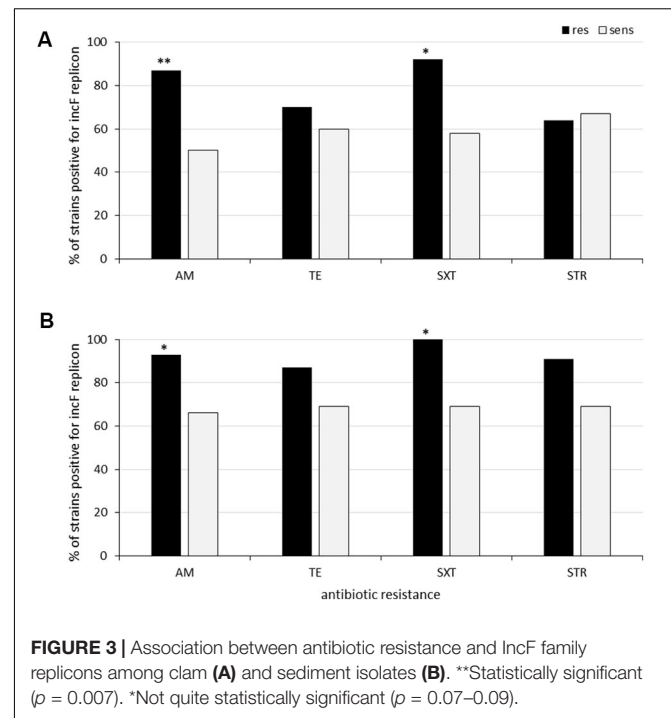 A
■ res □ sens
% of strains positive for incF replicon
100
80
60
40
20
0
**
*
AM TE SXT STR
B
% of strains positive for incF replicon
100
80
60
40
20
0
*
*
AM TE SXT STR
antibiotic resistance
FIGURE 3 | Association between antibiotic resistance and IncF family
replicons among clam (A) and sediment isolates (B). **Statistically significant
(p = 0.007). *Not quite statistically significant (p = 0.07–0.09).